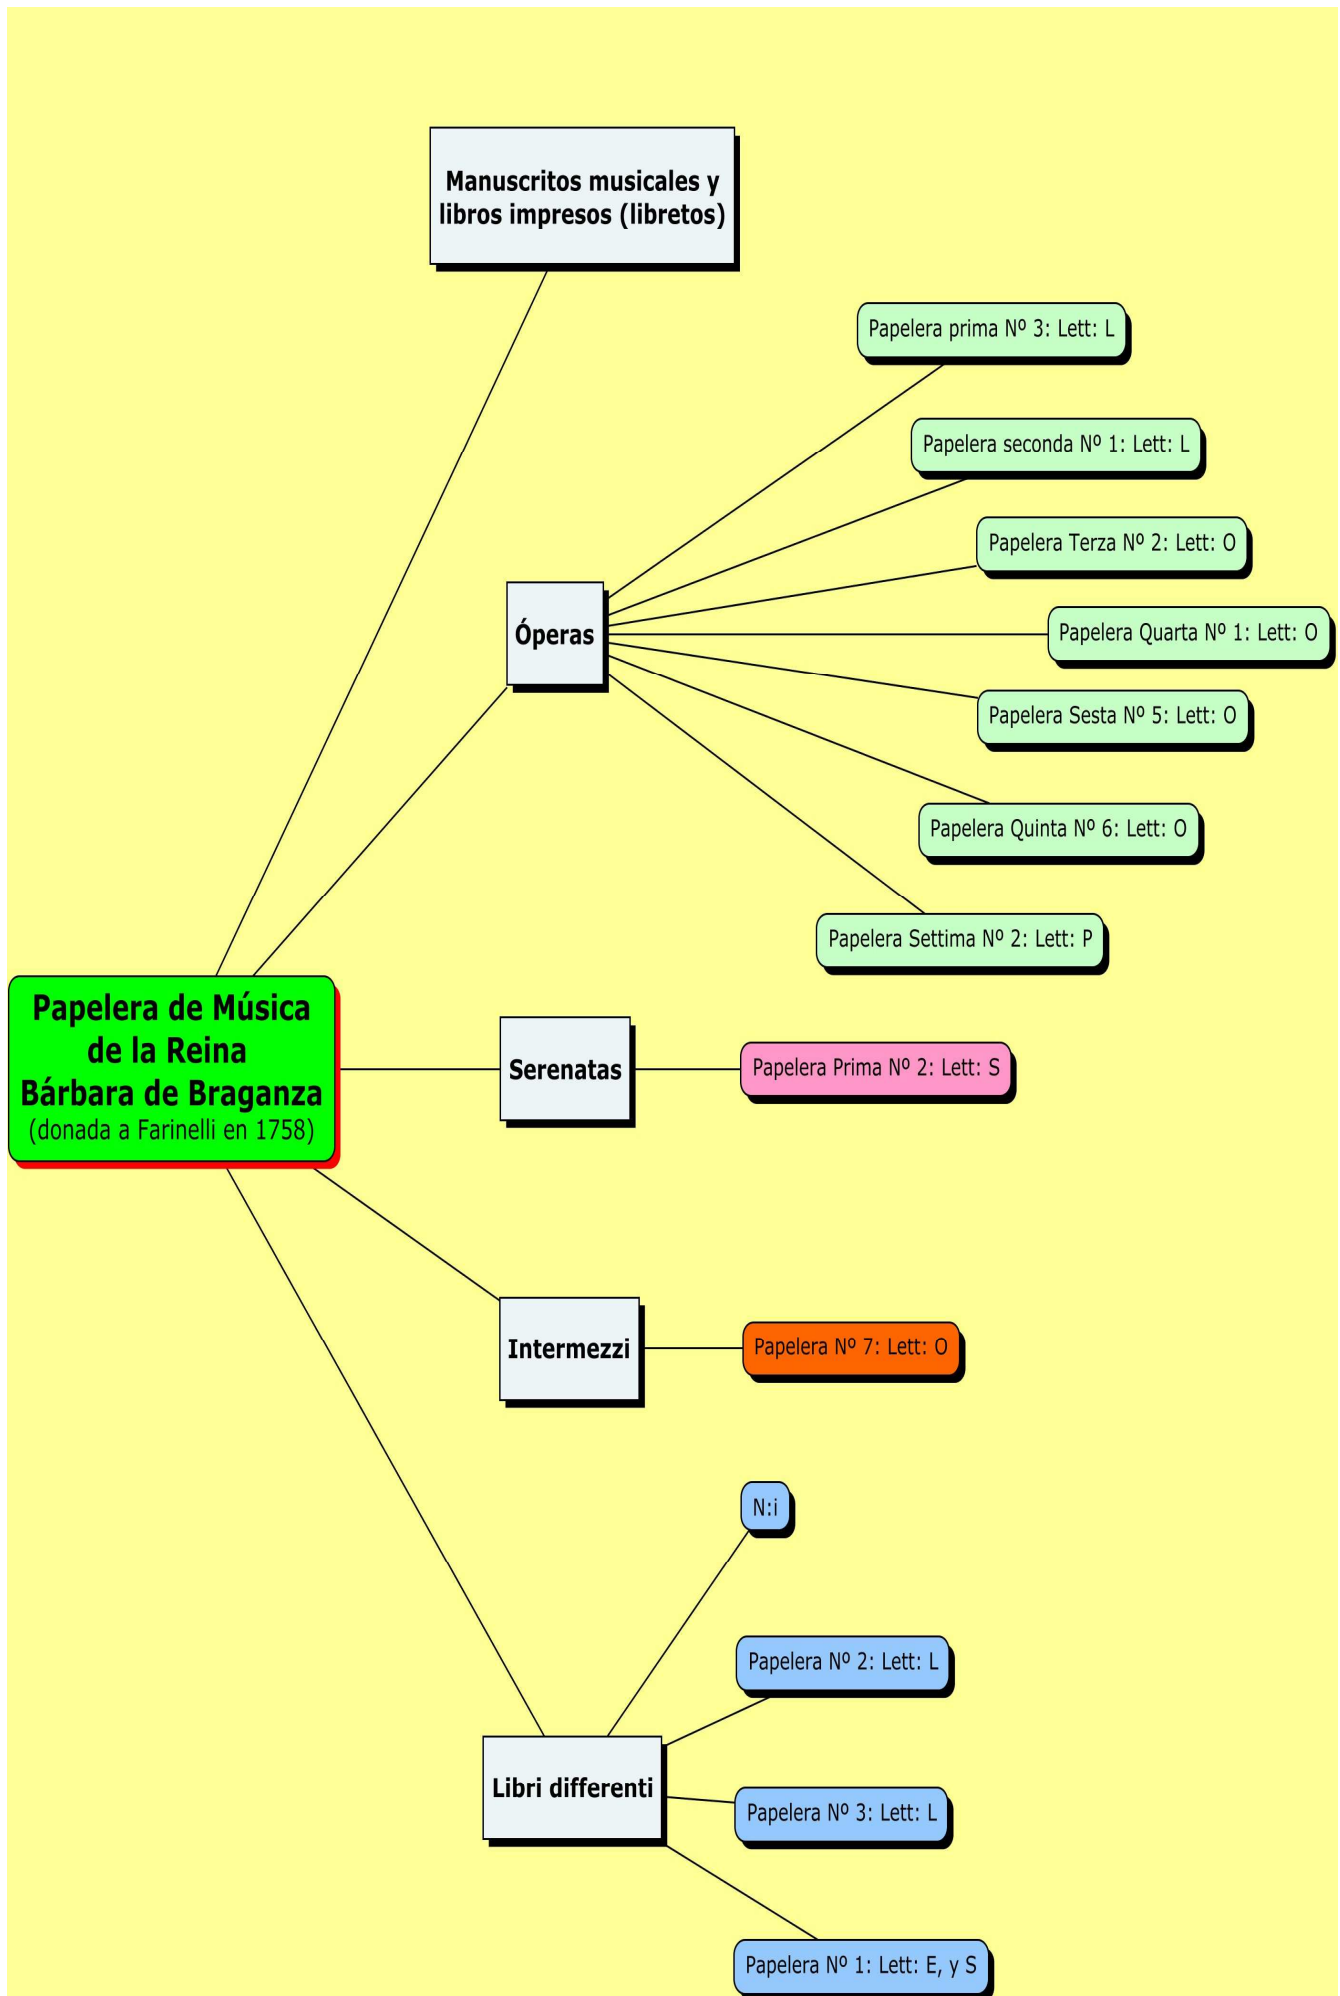 Manuscritos musicales y
libros impresos (libretos)
Papelera prima Nº 3: Lett: L
Papelera seconda Nº 1: Lett: L
Papelera Terza Nº 2: Lett: O
Óperas
Papelera Quarta Nº 1: Lett: O
Papelera Sesta Nº 5: Lett: O
Papelera Quinta Nº 6: Lett: O
Papelera Settima Nº 2: Lett: P
Papelera de Música
de la Reina
Bárbara de Braganza
(donada a Farinelli en 1758)
Serenatas
Papelera Prima Nº 2: Lett: S
Intermezzi
Papelera Nº 7: Lett: O
N:i
Papelera Nº 2: Lett: L
Libri differenti
Papelera Nº 3: Lett: L
Papelera Nº 1: Lett: E, y S